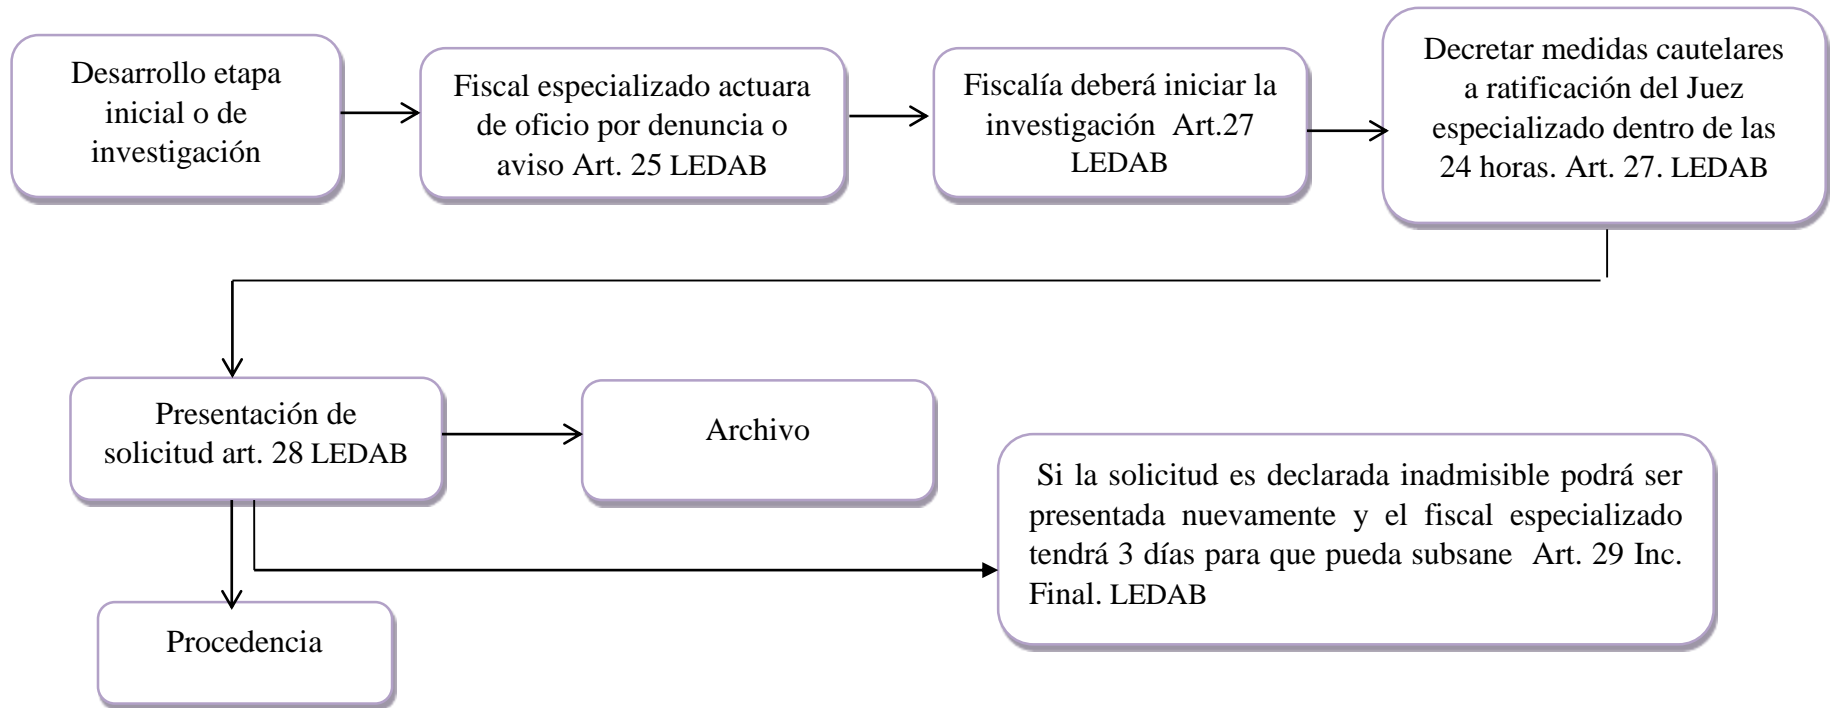 Desarrollo etapa
inicial o de
investigación
Fiscal especializado actuara
de oficio por denuncia o
aviso Art. 25 LEDAB
Fiscalía deberá iniciar la
investigación Art.27
LEDAB
Decretar medidas cautelares
a ratificación del Juez
especializado dentro de las
24 horas. Art. 27. LEDAB
Presentación de
solicitud art. 28 LEDAB
Archivo
Si la solicitud es declarada inadmisible podrá ser
presentada nuevamente y el fiscal especializado
tendrá 3 días para que pueda subsane Art. 29 Inc.
Final. LEDAB
Procedencia